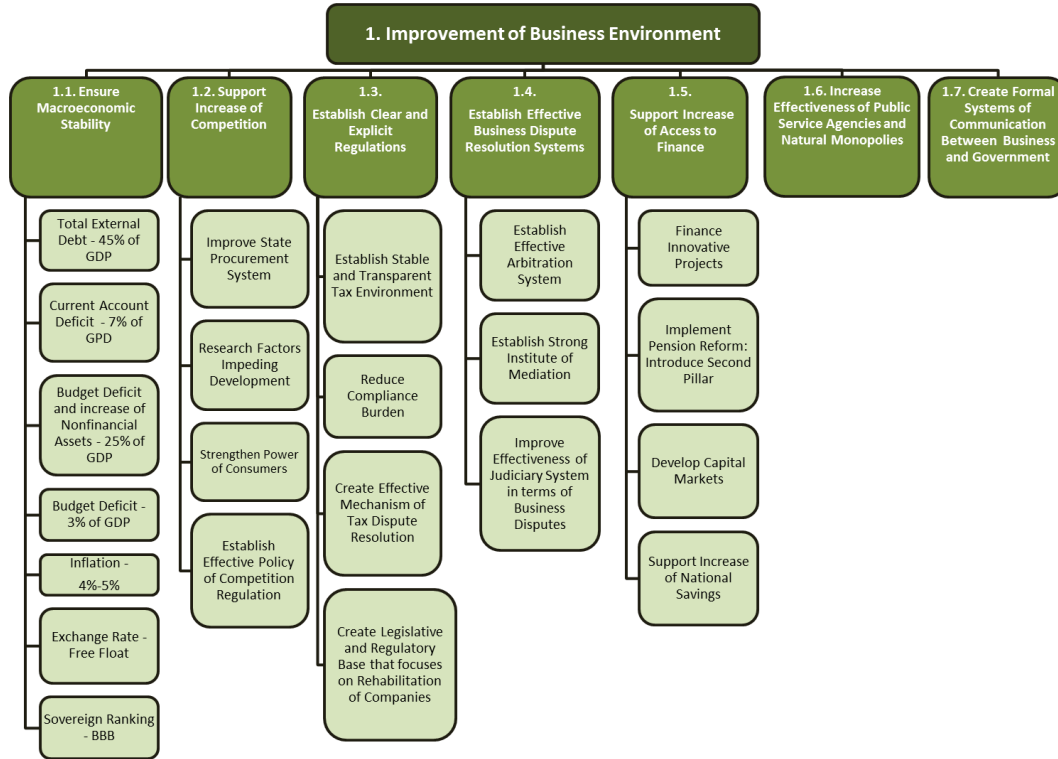 1. Improvement of Business Environment
1.1. Ensure
Macroeconomic
Stability
1.2. Support
Increase of
Competition
1.3.
Establish Clear and
Explicit
Regulations
1.4.
Establish Effective
Business Dispute
Resolution Systems
1.5.
Support Increase
of Access to
Finance
1.6. Increase
Effectiveness of Public
Service Agencies and
Natural Monopolies
1.7. Create Formal
Systems of
Communication
Between Business
and Government
Total External
Debt - 45% of
GDP
Current Account
Deficit - 7% of
GPD
Budget Deficit
and increase of
Nonfinancial
Assets - 25% of
GDP
Budget Deficit -
3% of GDP
Inflation -
4%-5%
Exchange Rate -
Free Float
Sovereign Ranking
- BBB
Improve State
Procurement
System
Research Factors
Impeding
Development
Strengthen Power
of Consumers
Establish
Effective Policy
of Competition
Regulation
Establish Stable
and Transparent
Tax Environment
Reduce
Compliance
Burden
Create Effective
Mechanism of
Tax Dispute
Resolution
Create Legislative
and Regulatory
Base that focuses
on Rehabilitation
of Companies
Establish
Effective
Arbitration
System
Establish Strong
Institute of
Mediation
Improve
Effectiveness of
Judiciary System
in terms of
Business
Disputes
Finance
Innovative
Projects
Implement
Pension Reform:
Introduce Second
Pillar
Develop Capital
Markets
Support Increase
of National
Savings